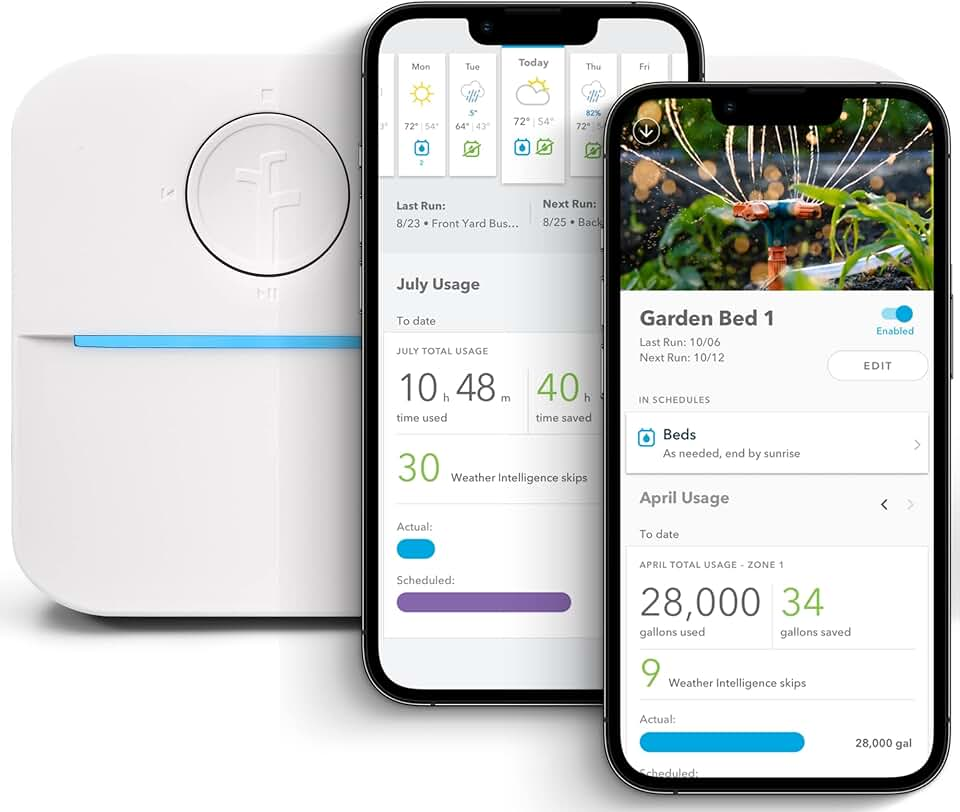 Mon
Tue
Today
Thu
Fri
.5"
82%
72° | 54°
64° | 43°
72° | 54°
72° |
2
Last Run:
8/23 • Front Yard Bus...
Next Run:
8/25 • Back
July Usage
To date
JULY TOTAL USAGE
10 h 48 m
time used
40 h
time saved
30 Weather Intelligence skips
Actual:
Scheduled:
Garden Bed 1
Enabled
Last Run: 10/06
Next Run: 10/12
EDIT
IN SCHEDULES
Beds
As needed, end by sunrise
April Usage
To date
APRIL TOTAL USAGE - ZONE 1
28,000
gallons used
34
gallons saved
9 Weather Intelligence skips
Actual:
28,000 gal
Scheduled: